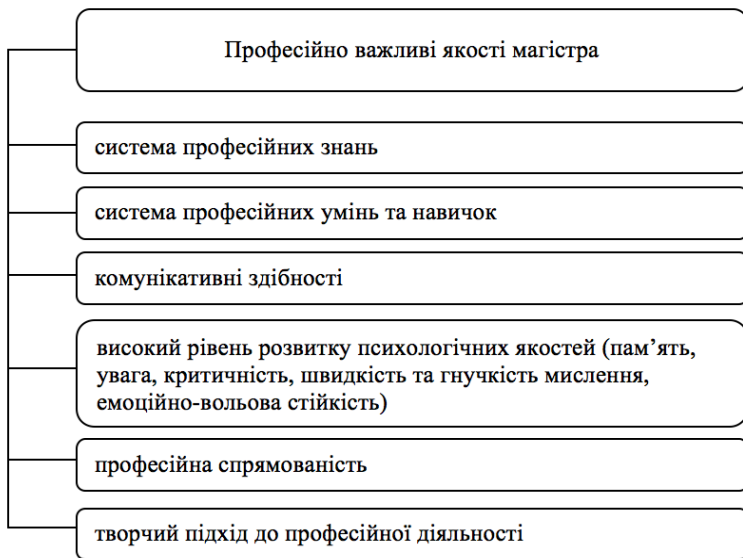 Професійно важливі якості магістра
система професійних знань
система професійних умінь та навичок
комунікативні здібності
високий рівень розвитку психологічних якостей (пам’ять,
увага, критичність, швидкість та гнучкість мислення,
емоційно-вольова стійкість)
професійна спрямованість
творчий підхід до професійної діяльності